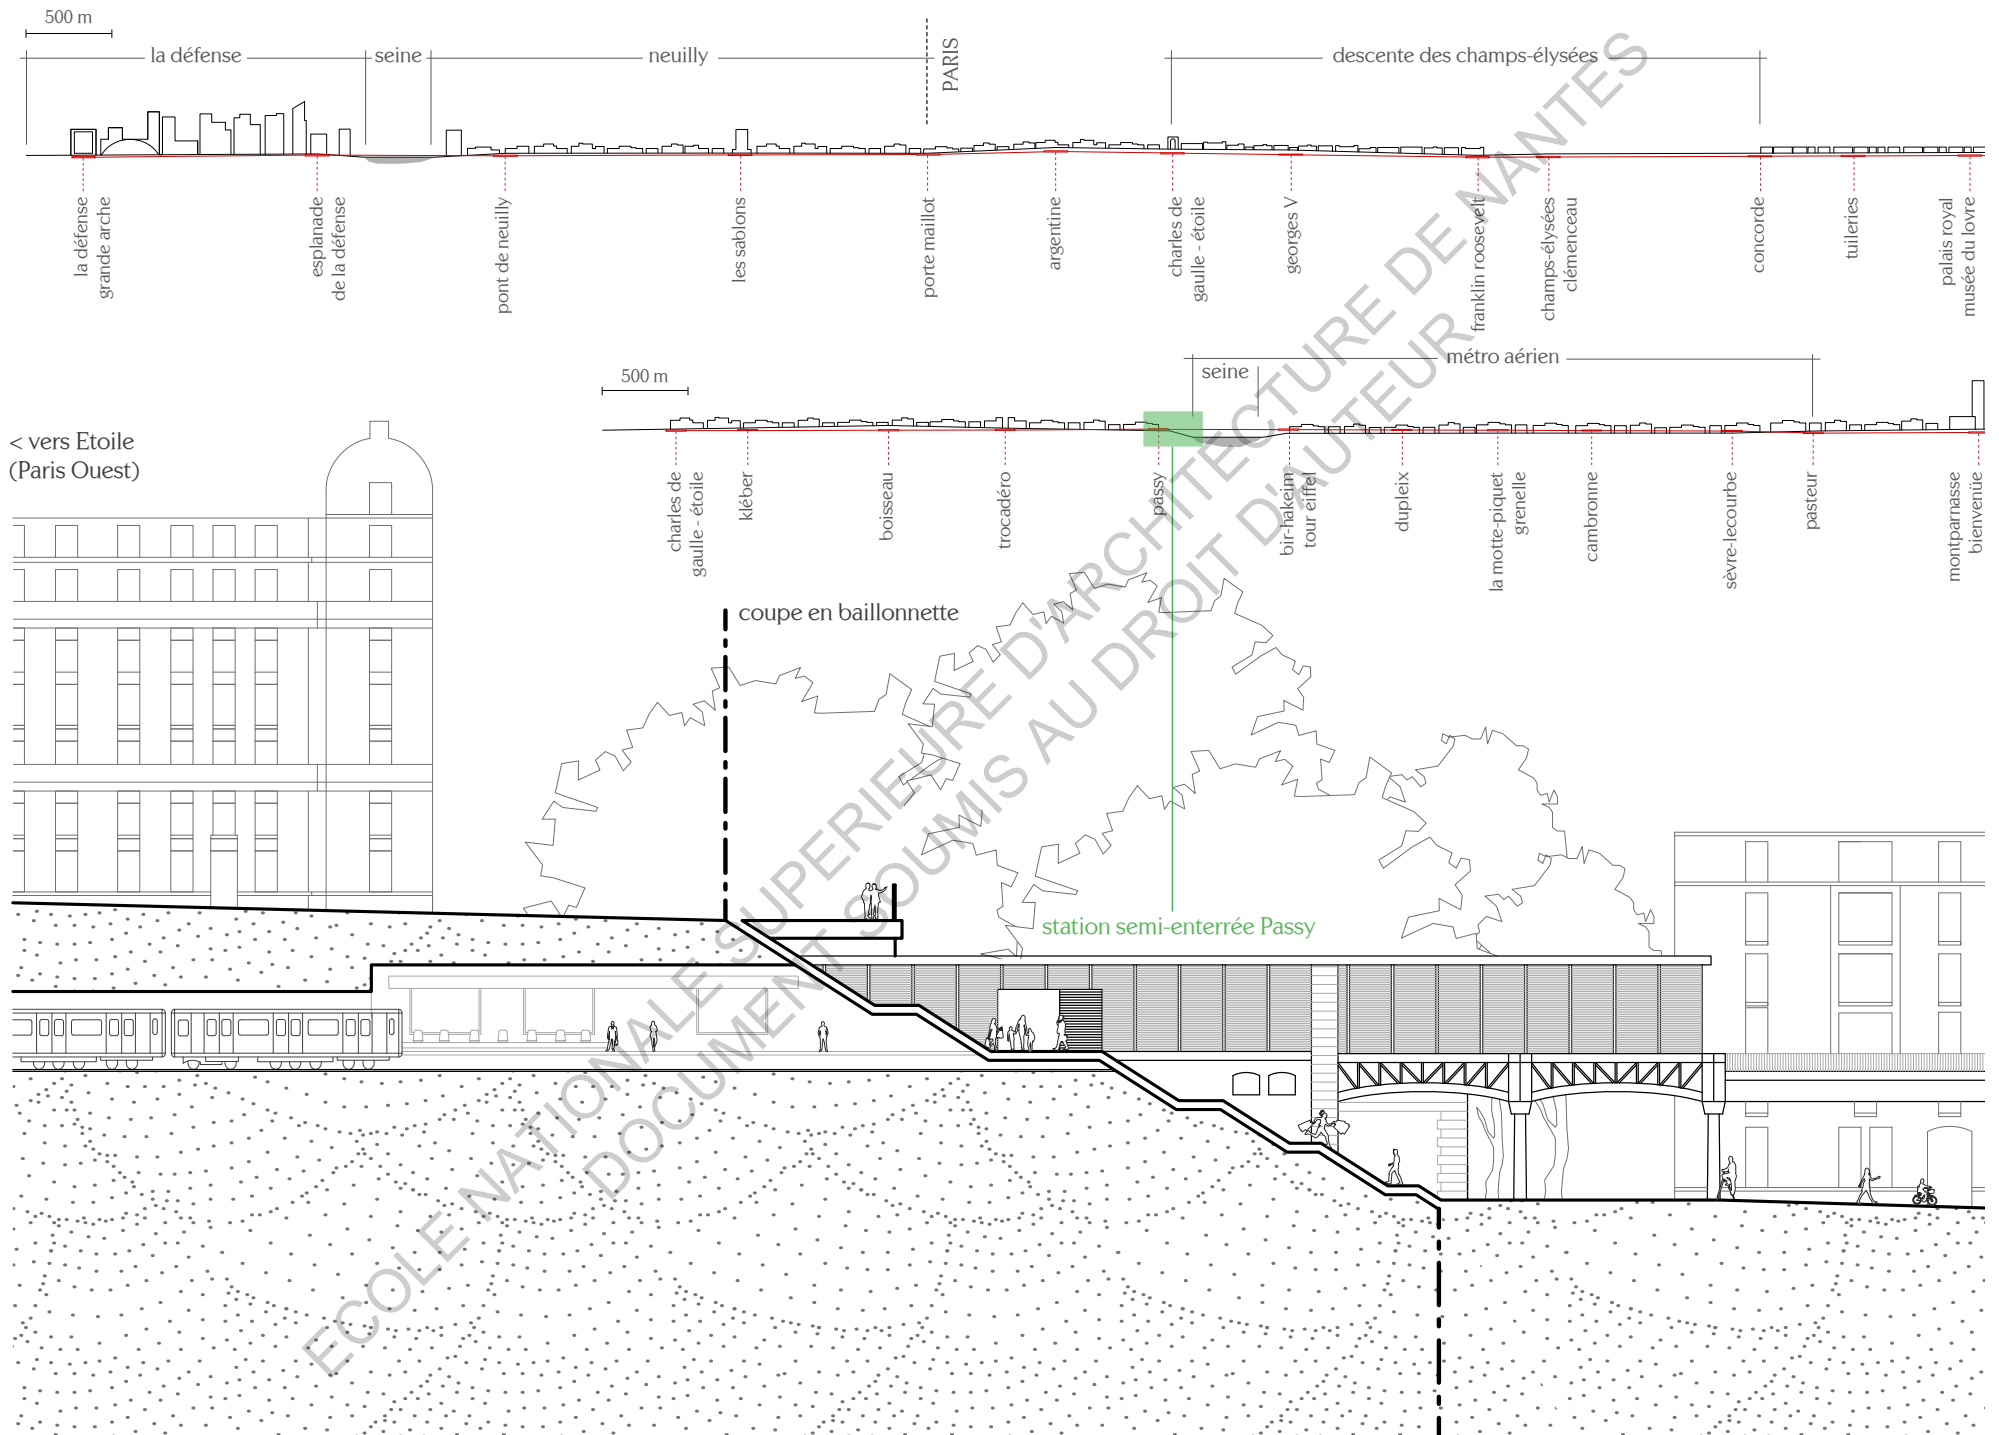 500 m
la défense
seine
neuilly
PARIS
descente des champs-élysées
la défense
grande arche
esplanade
de la défense
pont de neuilly
les sablons
porte maillot
argentine
charles de
gaulle - étoile
georges V
franklin roosevelt
champs-élysées
clémenceau
concorde
tuileries
palais royal
musée du lovre
500 m
seine
métro aérien
< vers Etoile
(Paris Ouest)
charles de
gaulle - étoile
kléber
boisseau
trocadéro
passy
bir-hakeim
tour eiffel
dupleix
la motte-piquet
grenelle
cambronne
sèvre-lecourbe
pasteur
montparnasse
bienvenüe
coupe en baillonnette
station semi-enterrée Passy
ECOLE NATIONALE SUPERIEURE D'ARCHITECTURE DE NANTES
DOCUMENT SOUMIS AU DROIT D'AUTEUR